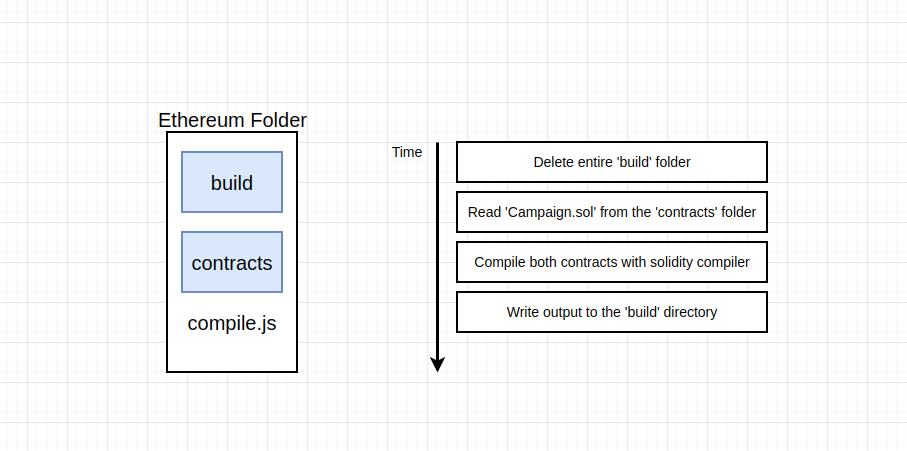 Ethereum Folder
build
contracts
compile.js
Time
Delete entire 'build' folder
Read 'Campaign.sol' from the 'contracts' folder
Compile both contracts with solidity compiler
Write output to the 'build' directory